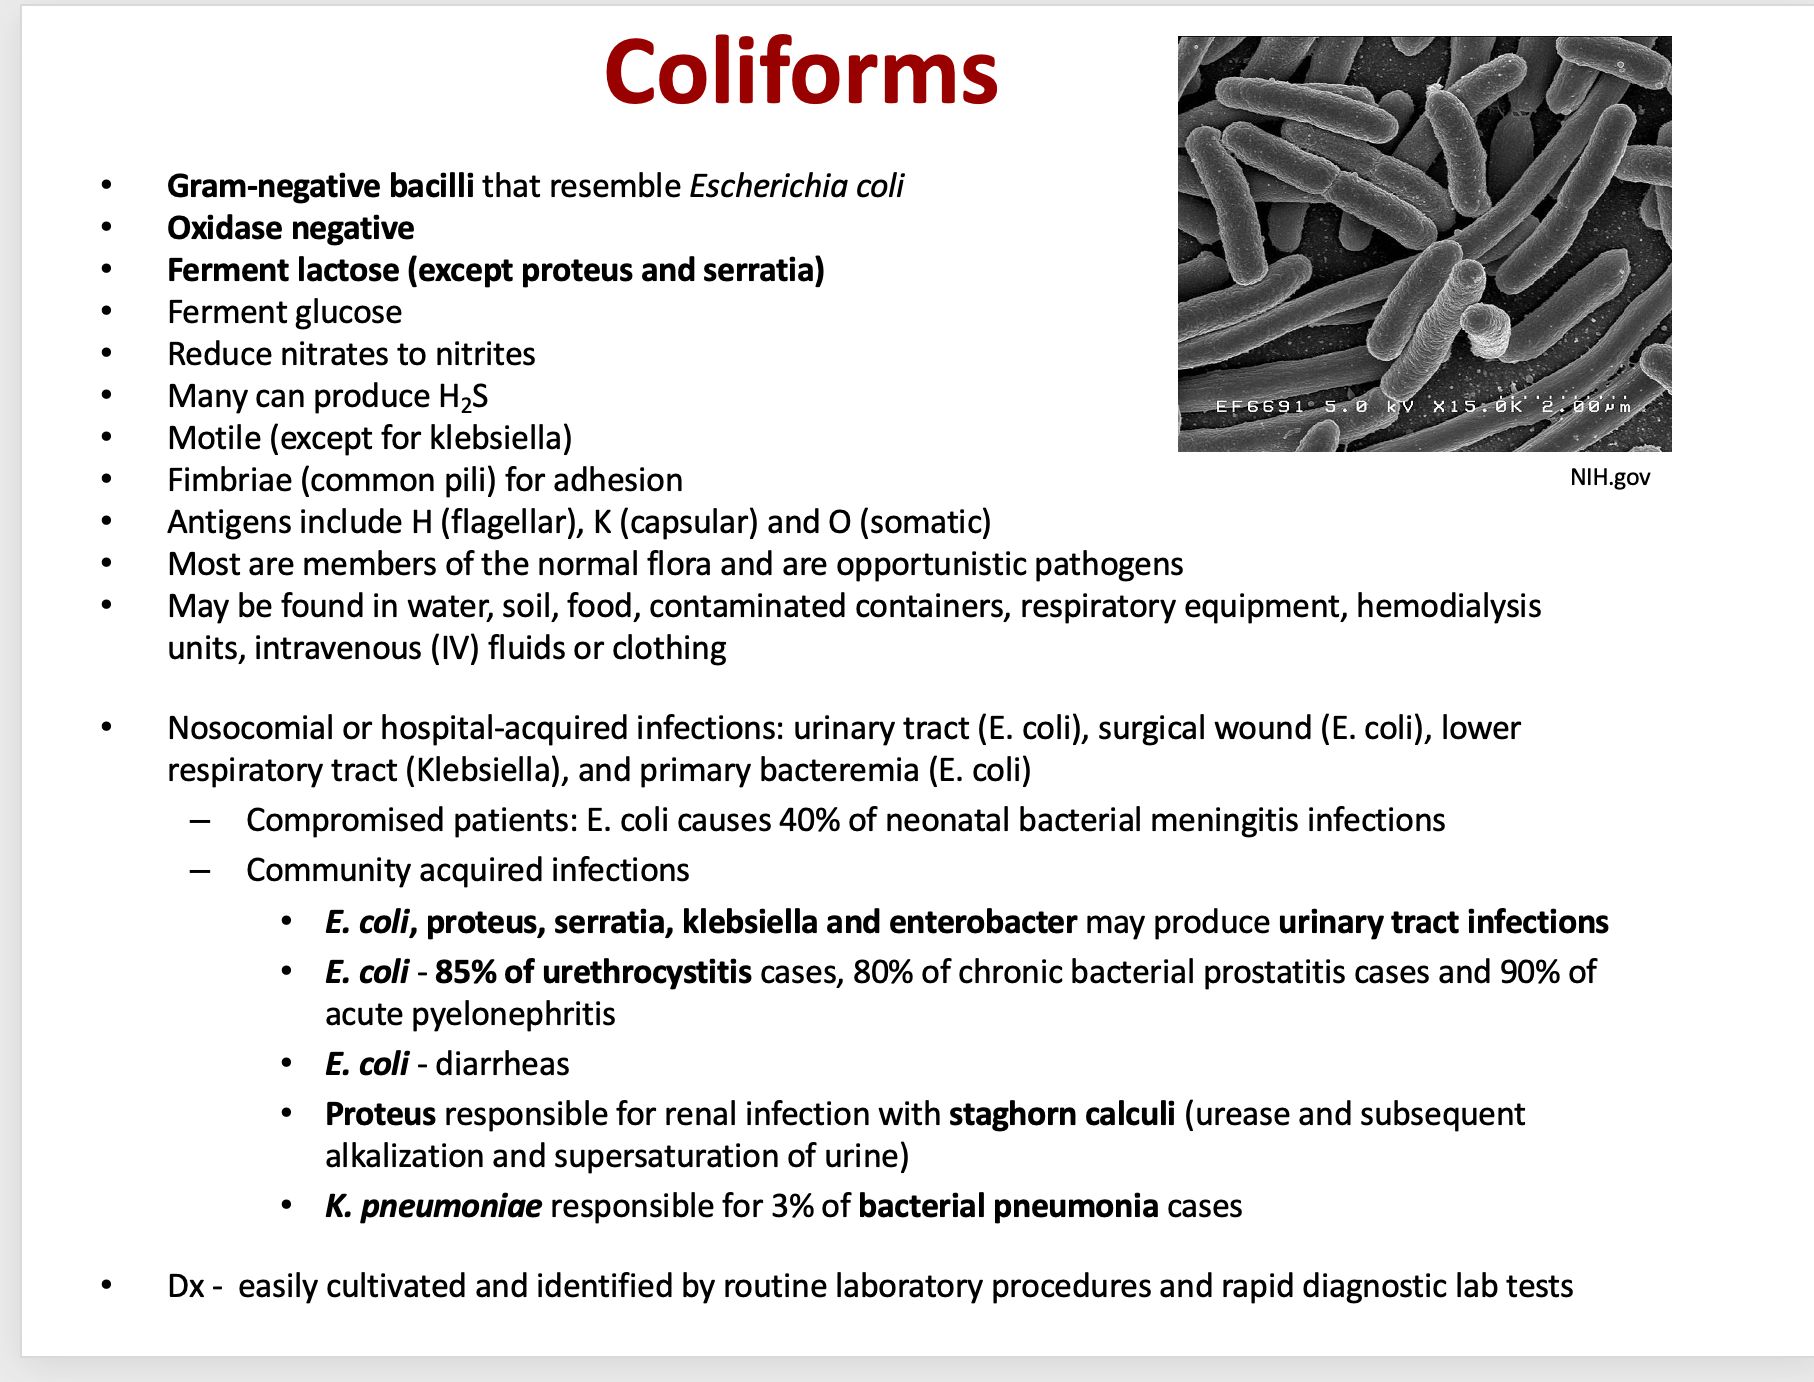 Coliforms
• Gram-negative bacilli that resemble Escherichia coli
• Oxidase negative
• Ferment lactose (except proteus and serratia)
• Ferment glucose
• Reduce nitrates to nitrites
• Many can produce H₂S
• Motile (except for klebsiella)
• Fimbriae (common pili) for adhesion
• Antigens include H (flagellar), K (capsular) and O (somatic)
• Most are members of the normal flora and are opportunistic pathogens
• May be found in water, soil, food, contaminated containers, respiratory equipment, hemodialysis
units, intravenous (IV) fluids or clothing
EF6691 5.0 kV X15.0K 2.00µm
NIH.gov
• Nosocomial or hospital-acquired infections: urinary tract (E. coli), surgical wound (E. coli), lower
respiratory tract (Klebsiella), and primary bacteremia (E. coli)
– Compromised patients: E. coli causes 40% of neonatal bacterial meningitis infections
– Community acquired infections
• E. coli, proteus, serratia, klebsiella and enterobacter may produce urinary tract infections
• E. coli - 85% of urethrocystitis cases, 80% of chronic bacterial prostatitis cases and 90% of
acute pyelonephritis
• E. coli - diarrheas
• Proteus responsible for renal infection with staghorn calculi (urease and subsequent
alkalization and supersaturation of urine)
• K. pneumoniae responsible for 3% of bacterial pneumonia cases
• Dx - easily cultivated and identified by routine laboratory procedures and rapid diagnostic lab tests